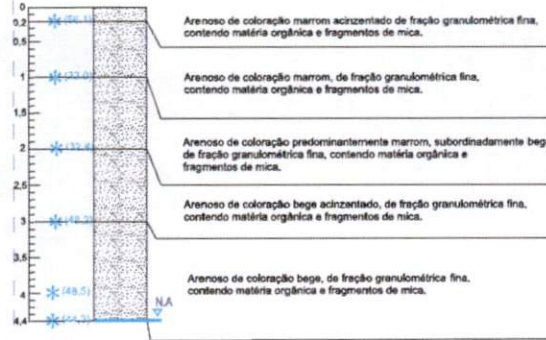 0
0,2
0,5
1
1,5
2
2,5
3
3,5
4
4,4
(48,5)
N.A
Arenoso de coloração marrom acinzentado de fração granulométrica fina,
contendo matéria orgânica e fragmentos de mica.
Arenoso de coloração marrom, de fração granulométrica fina,
contendo matéria orgânica e fragmentos de mica.
Arenoso de coloração predominantemente marrom, subordinadamente beg
de fração granulométrica fina, contendo matéria orgânica e
fragmentos de mica.
Arenoso de coloração bege acinzentado, de fração granulométrica fina,
contendo matéria orgânica e fragmentos de mica.
Arenoso de coloração bege, de fração granulométrica fina,
contendo matéria orgânica e fragmentos de mica.